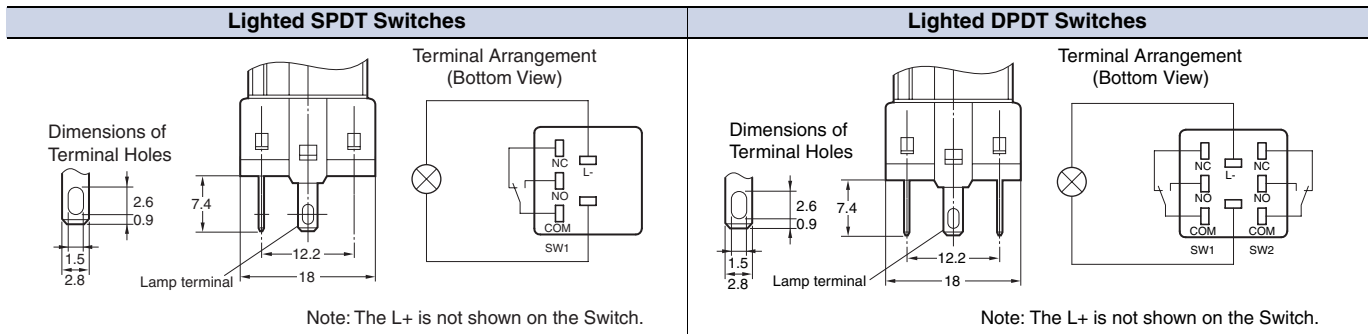 Lighted SPDT Switches
Terminal Arrangement
(Bottom View)
Dimensions of
Terminal Holes
NC
L-
NO
COM
SW1
7.4
2.6
0.9
1.5
2.8
12.2
18
Lamp terminal
Note: The L+ is not shown on the Switch.
Lighted DPDT Switches
Terminal Arrangement
(Bottom View)
Dimensions of
Terminal Holes
NC
L-
NC
NO
NO
COM
COM
SW1
SW2
7.4
2.6
0.9
1.5
2.8
12.2
18
Lamp terminal
Note: The L+ is not shown on the Switch.